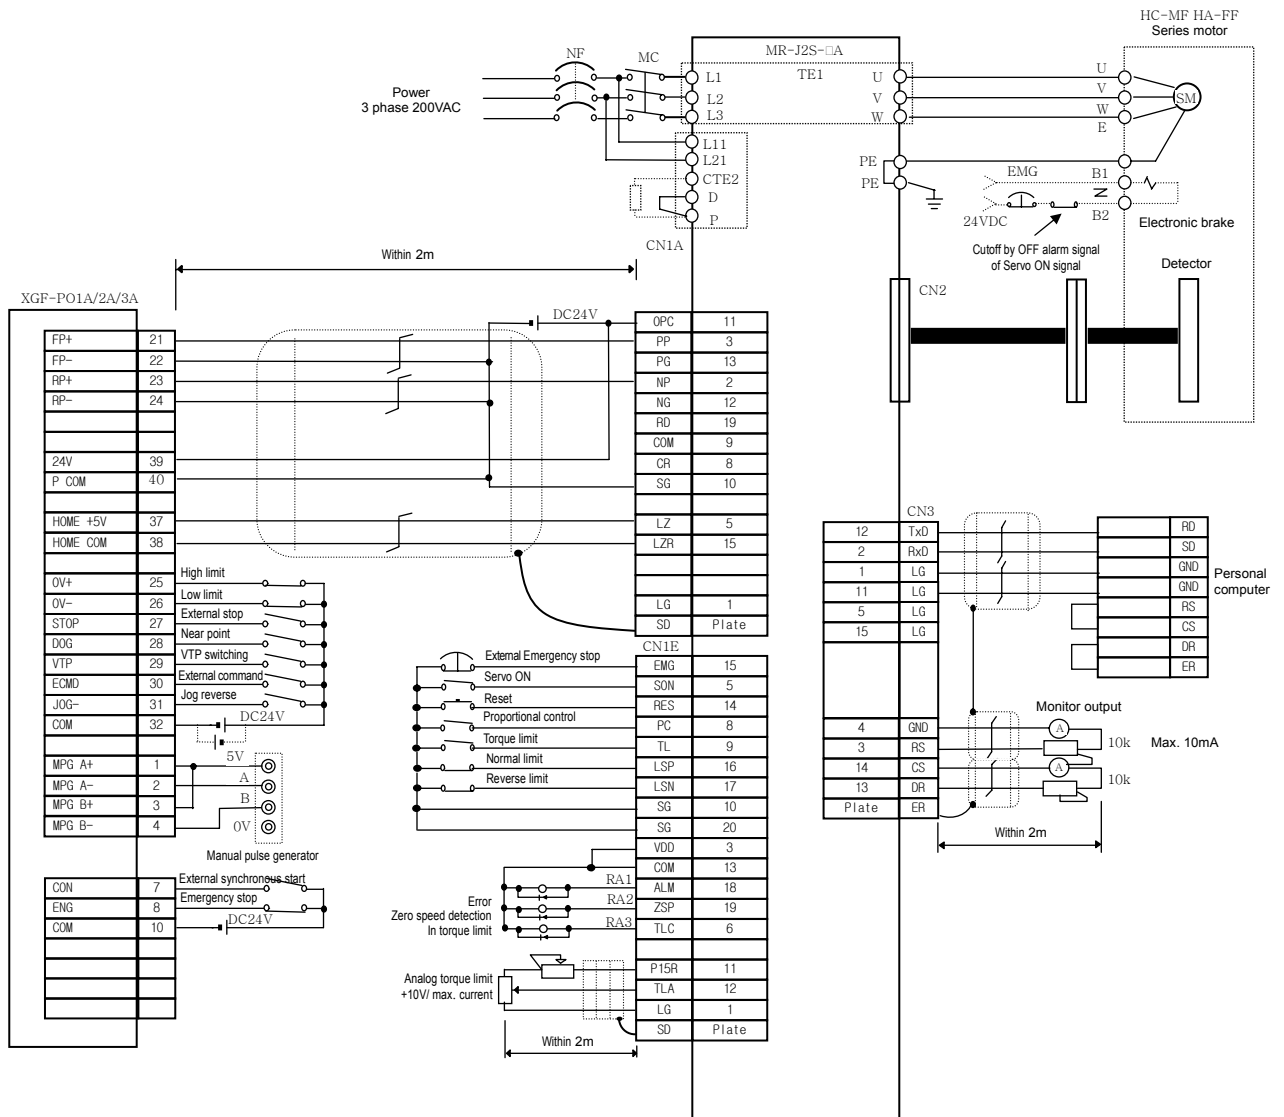 HC-MF HA-FF
Series motor
NF
MC
MR-J2S-□A
TE1
Power
3 phase 200VAC
L1
L2
L3
U
V
W
U
V
W
E
SM
L11
L21
CTE2
D
P
PE
PE
EMG
24VDC
B1
B2
Electronic brake
Cutoff by OFF alarm signal
of Servo ON signal
Detector
CN1A
CN2
Within 2m
XGF-PO1A/2A/3A
DC24V
FP+ 21
FP- 22
RP+ 23
RP- 24
24V 39
P COM 40
HOME +5V 37
HOME COM 38
OV+ 25 High limit
OV- 26 Low limit
STOP 27 External stop
DOG 28 Near point
VTP 29 VTP switching
ECMD 30 External command
JOG- 31 Jog reverse
COM 32 DC24V
5V
MPG A+ 1
MPG A- 2 A
MPG B+ 3 B
MPG B- 4 0V
Manual pulse generator
CON 7 External synchronous start
ENG 8 Emergency stop
COM 10 DC24V
OPC 11
PP 3
PG 13
NP 2
NG 12
RD 19
COM 9
CR 8
SG 10
LZ 5
LZR 15
LG 1
SD Plate
CN1E
External Emergency stop EMG 15
Servo ON SON 5
Reset RES 14
Proportional control PC 8
Torque limit TL 9
Normal limit LSP 16
Reverse limit LSN 17
SG 10
SG 20
VDD 3
COM 13
Error RA1 ALM 18
Zero speed detection RA2 ZSP 19
In torque limit RA3 TLC 6
Analog torque limit
+10V/ max. current
P15R 11
TLA 12
LG 1
SD Plate
Within 2m
CN3
12 TxD
2 RxD
1 LG
11 LG
5 LG
15 LG
4 GND
3 RS
14 CS
13 DR
Plate ER
RD
SD
GND
GND
RS
CS
DR
ER
Personal
computer
Monitor output
A
10k
Max. 10mA
A
10k
Within 2m